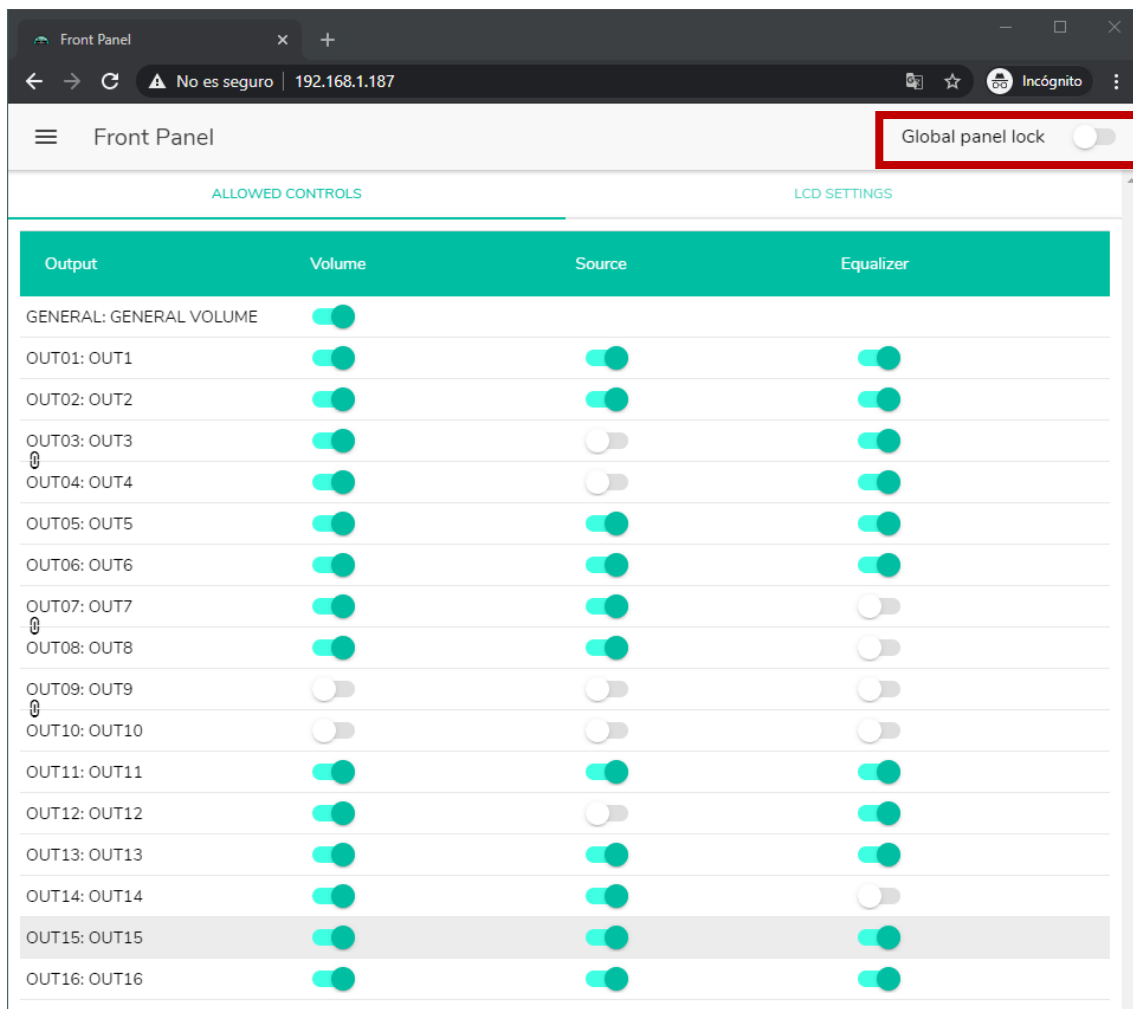 Front Panel
No es seguro 192.168.1.187 Incógnito
Front Panel Global panel lock
ALLOWED CONTROLS LCD SETTINGS
Output Volume Source Equalizer
GENERAL: GENERAL VOLUME
OUT01: OUT1
OUT02: OUT2
OUT03: OUT3
OUT04: OUT4
OUT05: OUT5
OUT06: OUT6
OUT07: OUT7
OUT08: OUT8
OUT09: OUT9
OUT10: OUT10
OUT11: OUT11
OUT12: OUT12
OUT13: OUT13
OUT14: OUT14
OUT15: OUT15
OUT16: OUT16